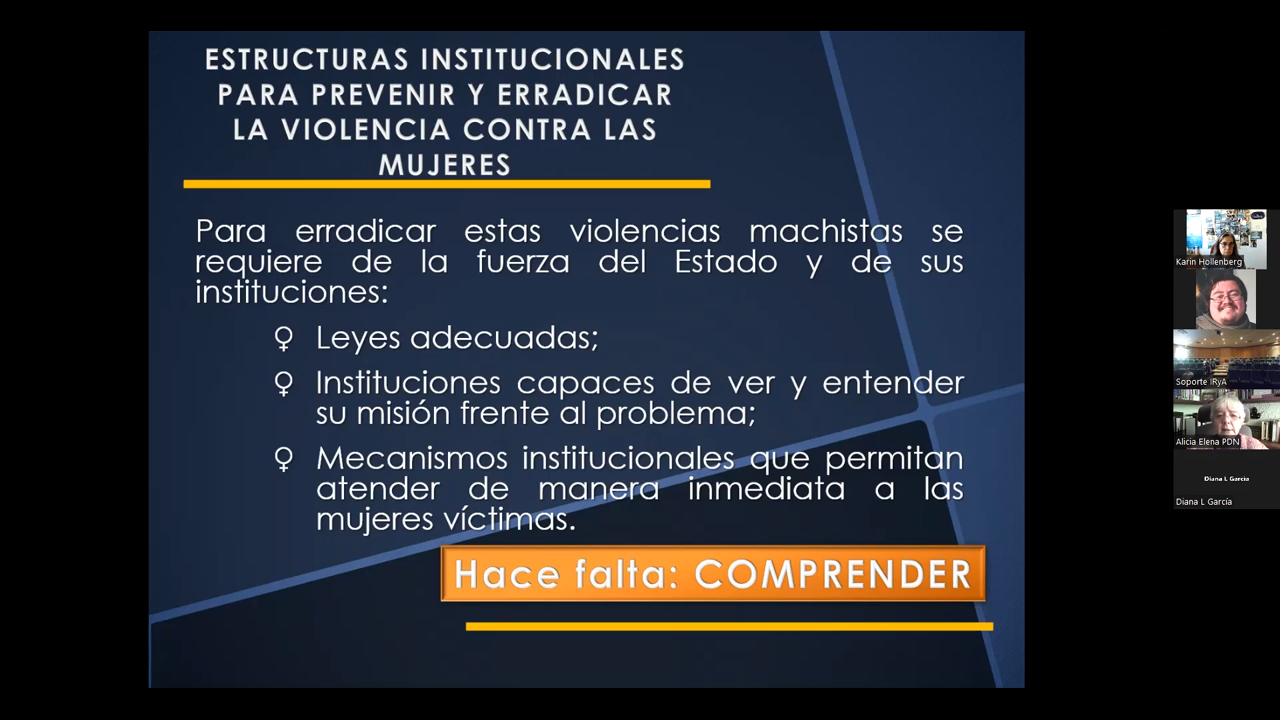 ESTRUCTURAS INSTITUCIONALES
PARA PREVENIR Y ERRADICAR
LA VIOLENCIA CONTRA LAS
MUJERES
Para erradicar estas violencias machistas se
requiere de la fuerza del Estado y de sus
instituciones:
♀ Leyes adecuadas;
♀ Instituciones capaces de ver y entender
su misión frente al problema;
♀ Mecanismos institucionales que permitan
atender de manera inmediata a las
mujeres víctimas.
Hace falta: COMPRENDER
Karin Hollenberg
Soporte IRyA
Alicia Elena PDN
Diana L García
Diana L García